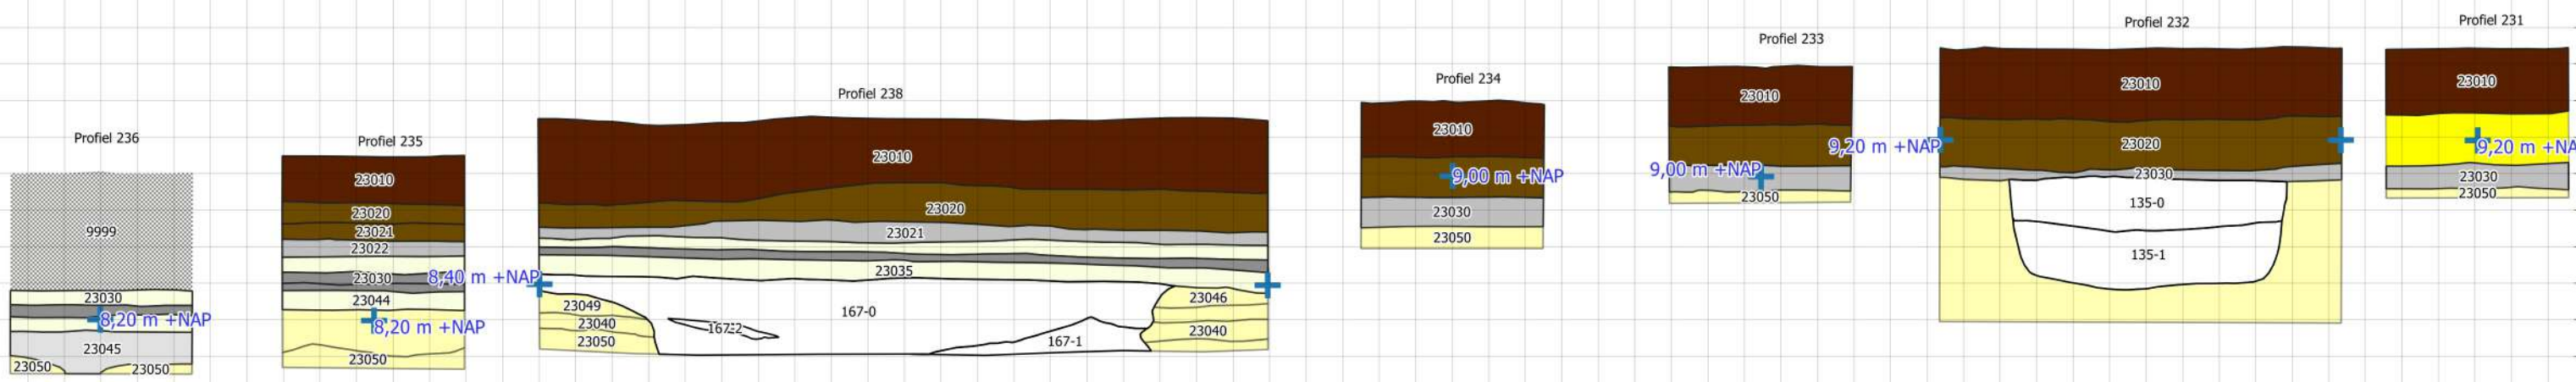 Profiel 236
9999
23030
8,20 m +NAP
23045
23050
23050
Profiel 235
23010
23020
23021
23022
23030
23044
8,20 m +NAP
23050
Profiel 238
23010
23020
23021
8,40 m +NAP
23035
23049
167-0
23046
167-2
23040
23040
23050
167-1
Profiel 234
23010
9,00 m +NAP
23030
23050
Profiel 233
23010
9,00 m +NAP
23050
Profiel 232
23010
9,20 m +NAP
23020
23030
135-0
135-1
Profiel 231
23010
9,20 m +NA
23030
23050